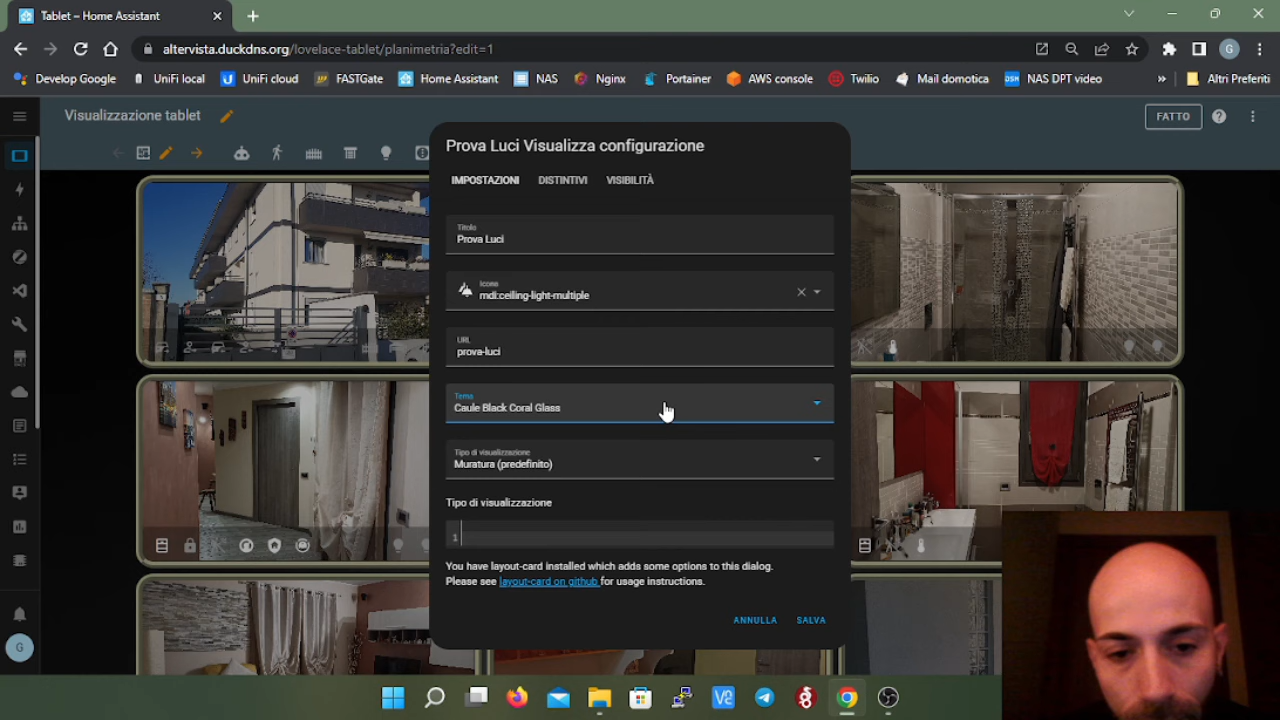 Tablet – Home Assistant
altervista.duckdns.org/lovelace-tablet/planimetria?edit=1
G
Develop Google
UniFi local
UniFi cloud
FASTGate
Home Assistant
NAS
Nginx
Portainer
AWS console
Twilio
Mail domotica
DSM
NAS DPT video
»
Altri Preferiti
Visualizzazione tablet
FATTO
Prova Luci Visualizza configurazione
IMPOSTAZIONI
DISTINTIVI
VISIBILITÀ
Titolo
Prova Luci
Icona
mdi:ceiling-light-multiple
URL
prova-luci
Tema
Caule Black Coral Glass
Tipo di visualizzazione
Muratura (predefinito)
Tipo di visualizzazione
1
You have layout-card installed which adds some options to this dialog.
Please see layout-card on github for usage instructions.
ANNULLA
SALVA
G